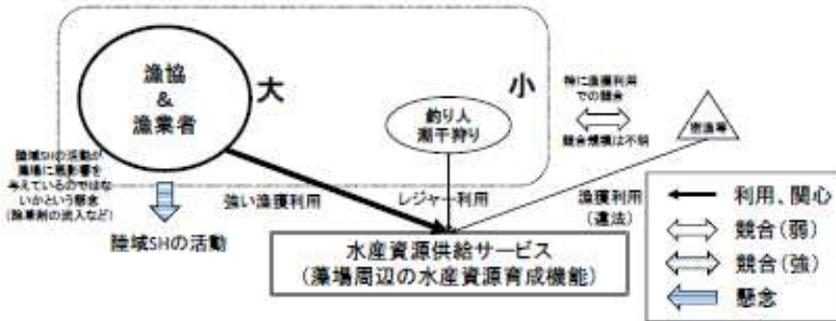 漁協
&
漁業者
大
小
釣り人
潮干狩り
特に漁獲利用
での競合
競合規模は不明
密漁等
陸域SHの活動が
藻場に悪影響を
与えているのではな
いかという懸念
(除草剤の流入など)
陸域SHの活動
強い漁獲利用
レジャー利用
漁獲利用
(違法)
水産資源供給サービス
(藻場周辺の水産資源育成機能)
利用、関心
競合(弱)
競合(強)
懸念